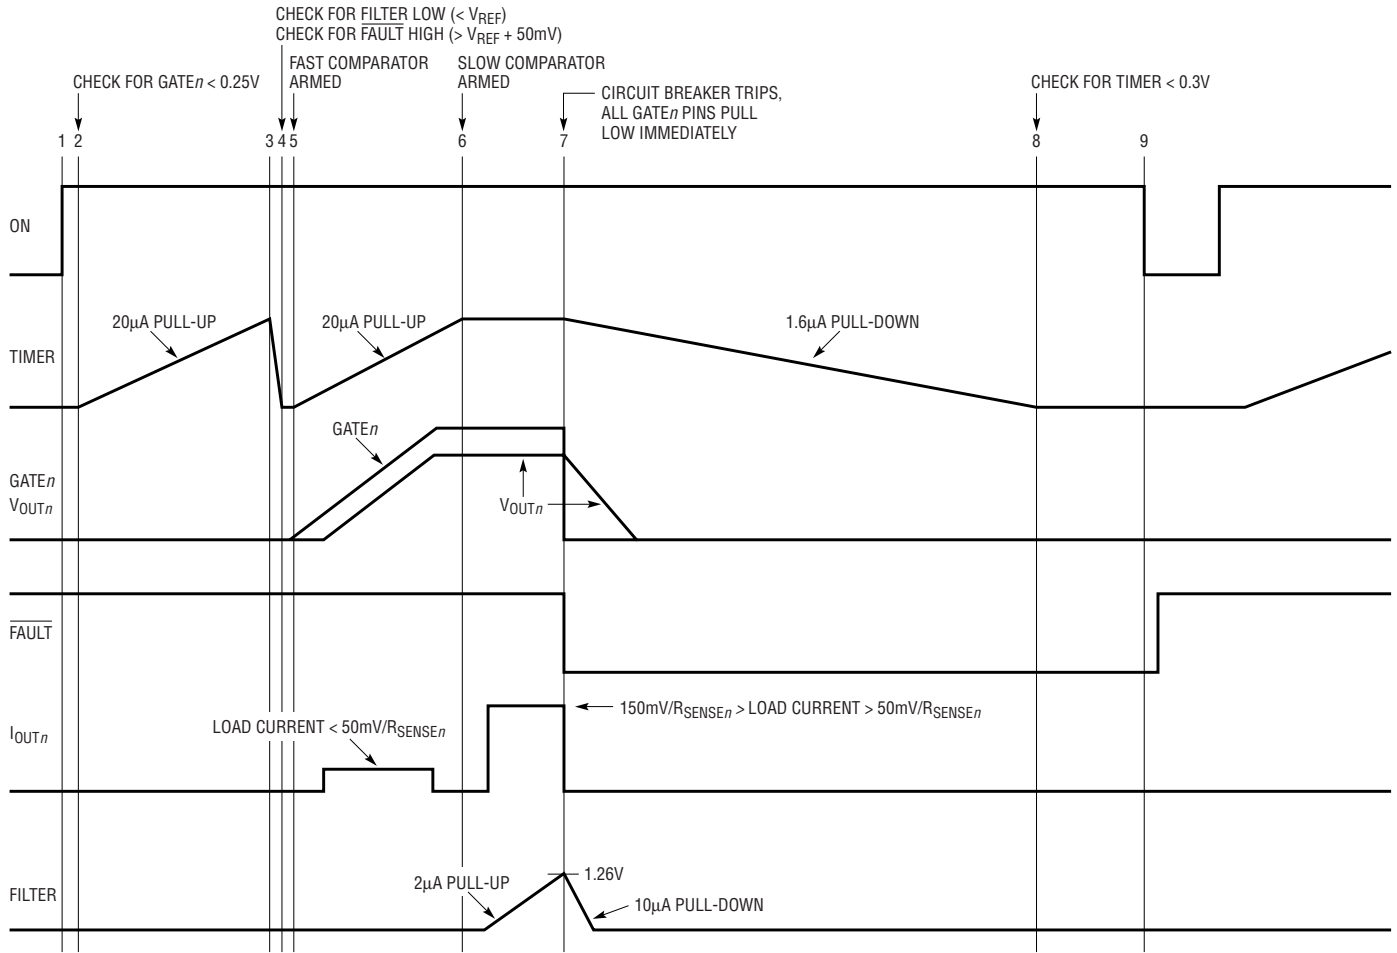 CHECK FOR FILTER LOW (< VREF)
CHECK FOR FAULT HIGH (> VREF + 50mV)
FAST COMPARATOR
ARMED
SLOW COMPARATOR
ARMED
CHECK FOR GATEn < 0.25V
CIRCUIT BREAKER TRIPS,
ALL GATEn PINS PULL
LOW IMMEDIATELY
CHECK FOR TIMER < 0.3V
1 2 3 4 5 6 7 8 9
ON
20µA PULL-UP
20µA PULL-UP
1.6µA PULL-DOWN
TIMER
GATEn
GATEn
VOUTn
VOUTn
FAULT
150mV/RSENSEn > LOAD CURRENT > 50mV/RSENSEn
LOAD CURRENT < 50mV/RSENSEn
IOUTn
1.26V
2µA PULL-UP
FILTER
10µA PULL-DOWN